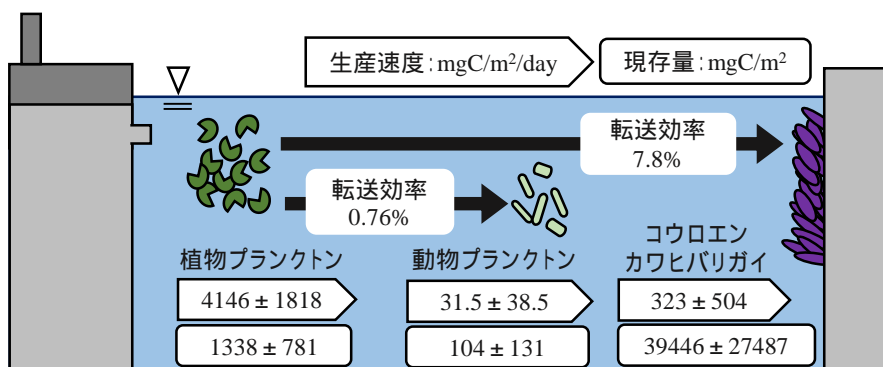 生産速度:mgC/m²/day
現存量:mgC/m²
転送効率
7.8%
転送効率
0.76%
植物プランクトン
動物プランクトン
コウロエン
カワヒバリガイ
4146 ± 1818
31.5 ± 38.5
323 ± 504
1338 ± 781
104 ± 131
39446 ± 27487